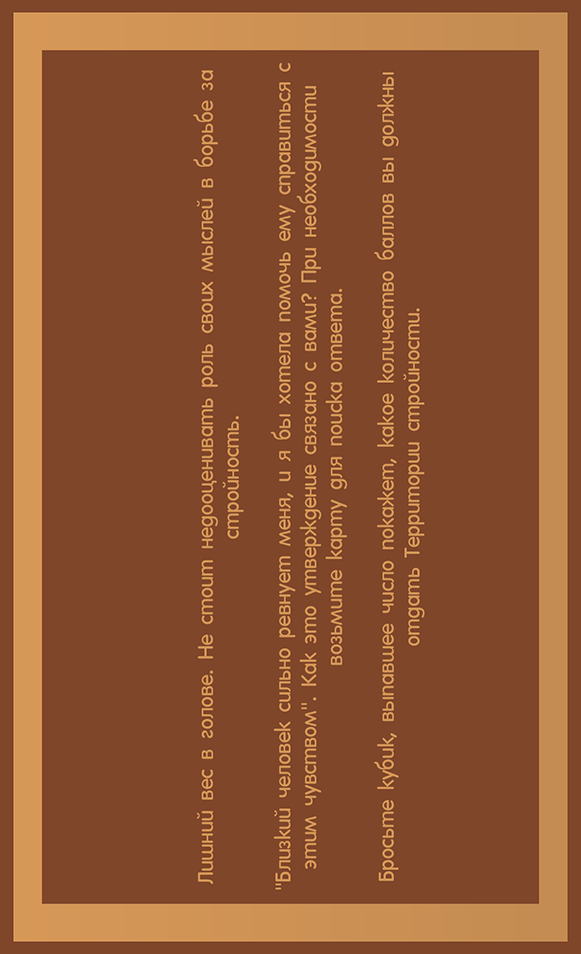 Лишний вес в голове. Не стоит недооценивать роль своих мыслей в борьбе за
стройность.
"Близкий человек сильно ревнует меня, и я бы хотела помочь ему справиться с
этим чувством". Как это утверждение связано с вами? При необходимости
возьмите карту для поиска ответа.
Бросьте кубик, выпавшее число покажет, какое количество баллов вы должны
отдать Территории стройности.